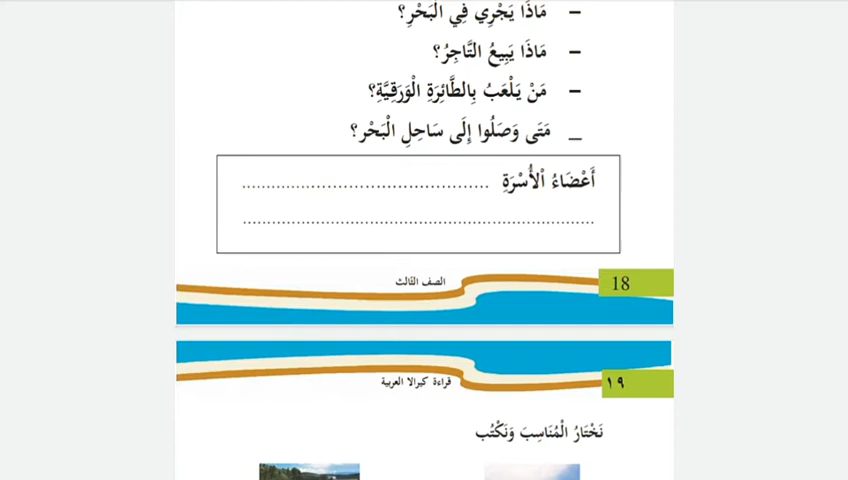 – مَاذَا يَجْرِي فِي الْبَحْرِ؟
– مَاذَا يَبِيعُ التَّاجِرُ؟
– مَنْ يَلْعَبُ بِالطَّائِرَةِ الْوَرَقِيَّةِ؟
_ مَتَى وَصَلُوا إِلَى سَاحِلِ الْبَحْرِ؟
أَعْضَاءُ الْأُسْرَةِ ..........................................
............................................................
الصف الثالث 18
قراءة كيرالا العربية ١٩
نَخْتَارُ الْمُنَاسِبَ وَنَكْتُب